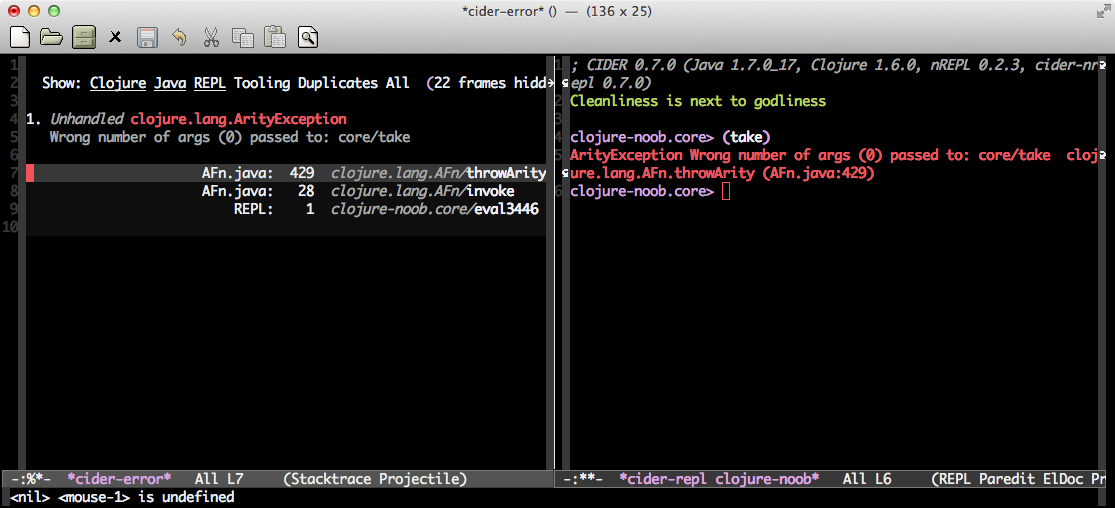 *cider-error* () — (136 x 25)
1
2 Show: Clojure Java REPL Tooling Duplicates All (22 frames hidd
3
4 1. Unhandled clojure.lang.ArityException
5 Wrong number of args (0) passed to: core/take
6
7 AFn.java: 429 clojure.lang.AFn/throwArity
8 AFn.java: 28 clojure.lang.AFn/invoke
9 REPL: 1 clojure-noob.core/eval3446
10
-:%*- *cider-error* All L7 (Stacktrace Projectile)
1 ; CIDER 0.7.0 (Java 1.7.0_17, Clojure 1.6.0, nREPL 0.2.3, cider-nr
epl 0.7.0)
2 Cleanliness is next to godliness
3
4 clojure-noob.core> (take)
5 ArityException Wrong number of args (0) passed to: core/take cloj
ure.lang.AFn.throwArity (AFn.java:429)
6 clojure-noob.core>
-:**- *cider-repl clojure-noob* All L6 (REPL Paredit ElDoc Pr
<nil> <mouse-1> is undefined